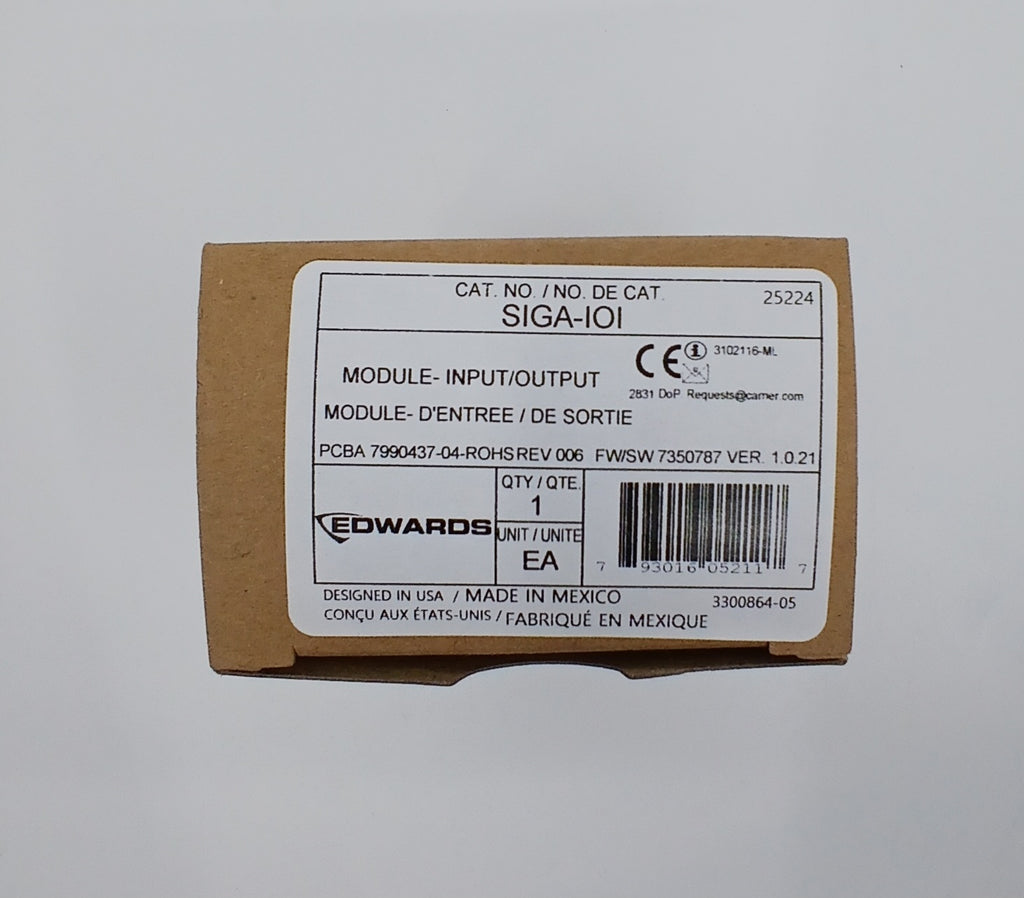 CAT. NO. / NO. DE CAT.
25224
SIGA-IOI
CE
3102116-ML
MODULE- INPUT/OUTPUT
2831 DoP Requests@carrier.com
MODULE- D'ENTREE / DE SORTIE
PCBA 7990437-04-ROHS REV 006 FW/SW 7350787 VER. 1.0.21
EDWARDS
QTY / QTE.
1
UNIT / UNITE
EA
7 93016 05211 7
DESIGNED IN USA / MADE IN MEXICO
3300864-05
CONÇU AUX ÉTATS-UNIS / FABRIQUÉ EN MEXIQUE